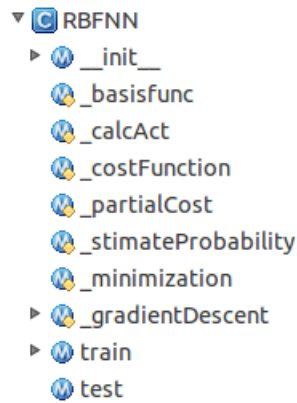 RBFNN
__init__
_basisfunc
_calcAct
_costFunction
_partialCost
_stimateProbability
_minimization
_gradientDescent
train
test